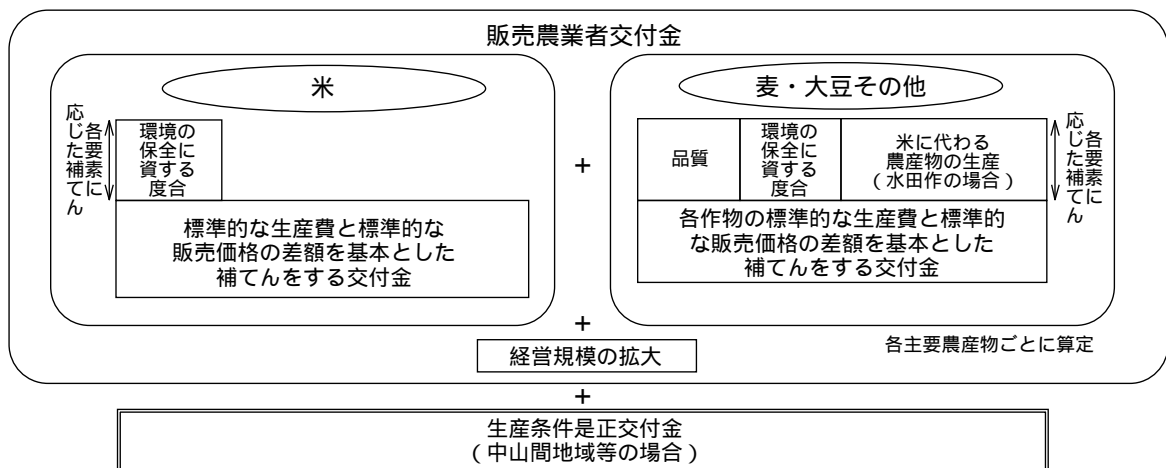 販売農業者交付金
米
各要素に
応じた補てん
環境の
保全に
資する
度合
標準的な生産費と標準的な
販売価格の差額を基本とした
補てんをする交付金
+
麦・大豆その他
品質
環境の
保全に
資する
度合
米に代わる
農産物の生産
(水田作の場合)
各要素に
応じた補てん
各作物の標準的な生産費と標準的
な販売価格の差額を基本とした
補てんをする交付金
+
経営規模の拡大
各主要農産物ごとに算定
+
生産条件是正交付金
(中山間地域等の場合)